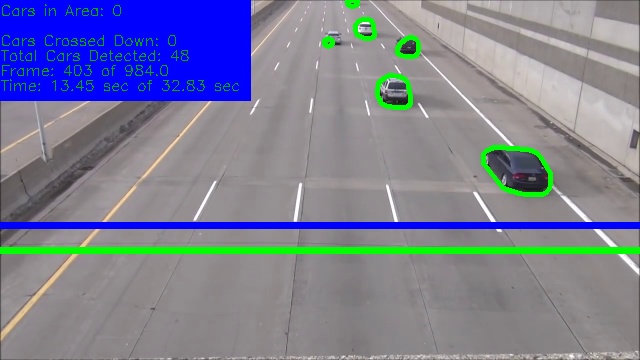 Cars in Area: 0
Cars Crossed Down: 0
Total Cars Detected: 48
Frame: 403 of 984.0
Time: 13.45 sec of 32.83 sec